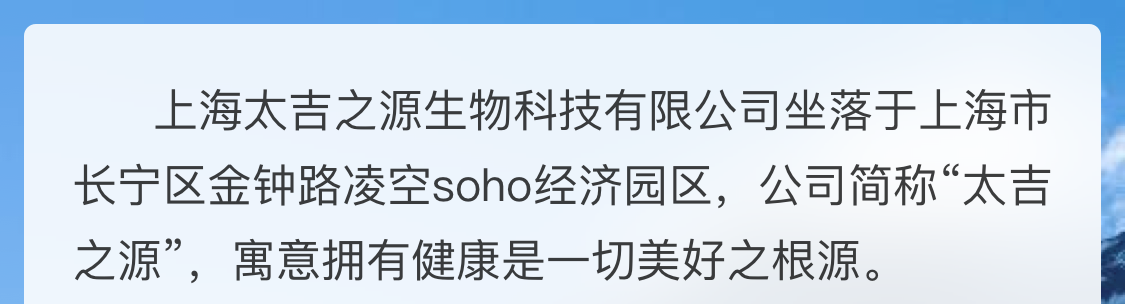 上海太吉之源生物科技有限公司坐落于上海市
长宁区金钟路凌空soho经济园区，公司简称“太吉
之源”，寓意拥有健康是一切美好之根源。